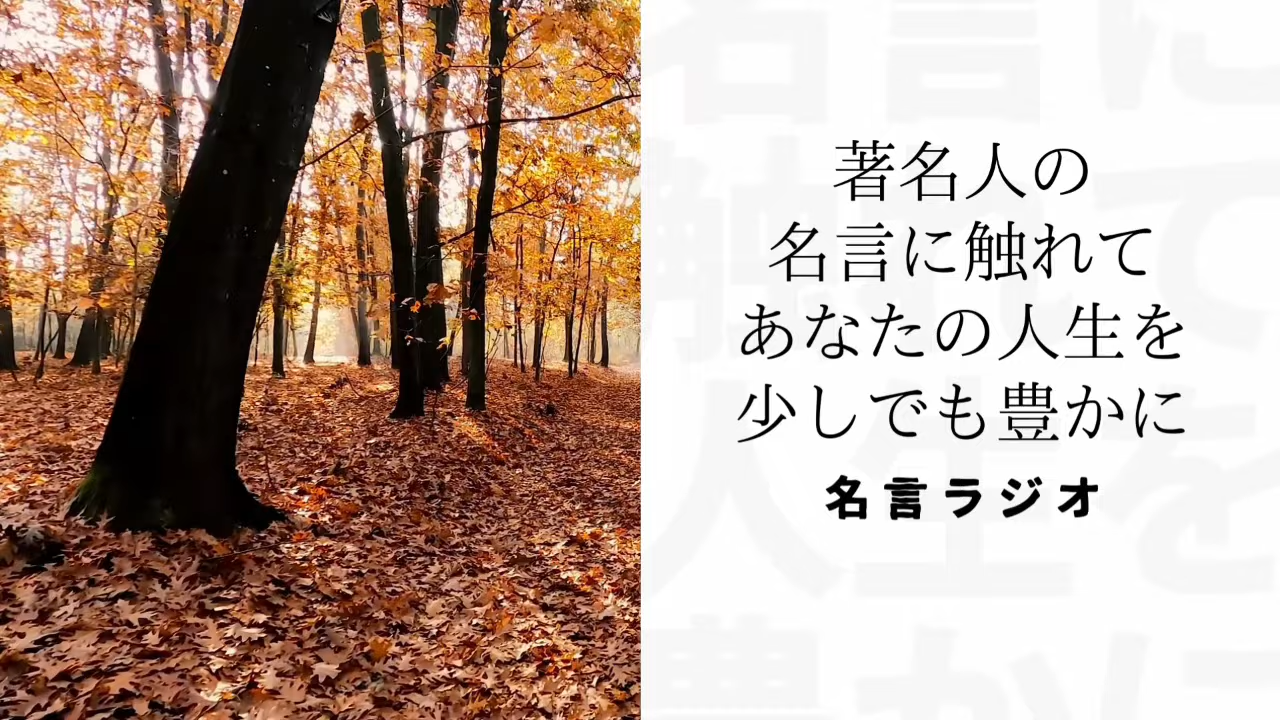 著名人の
名言に触れて
あなたの人生を
少しでも豊かに
名言ラジオ